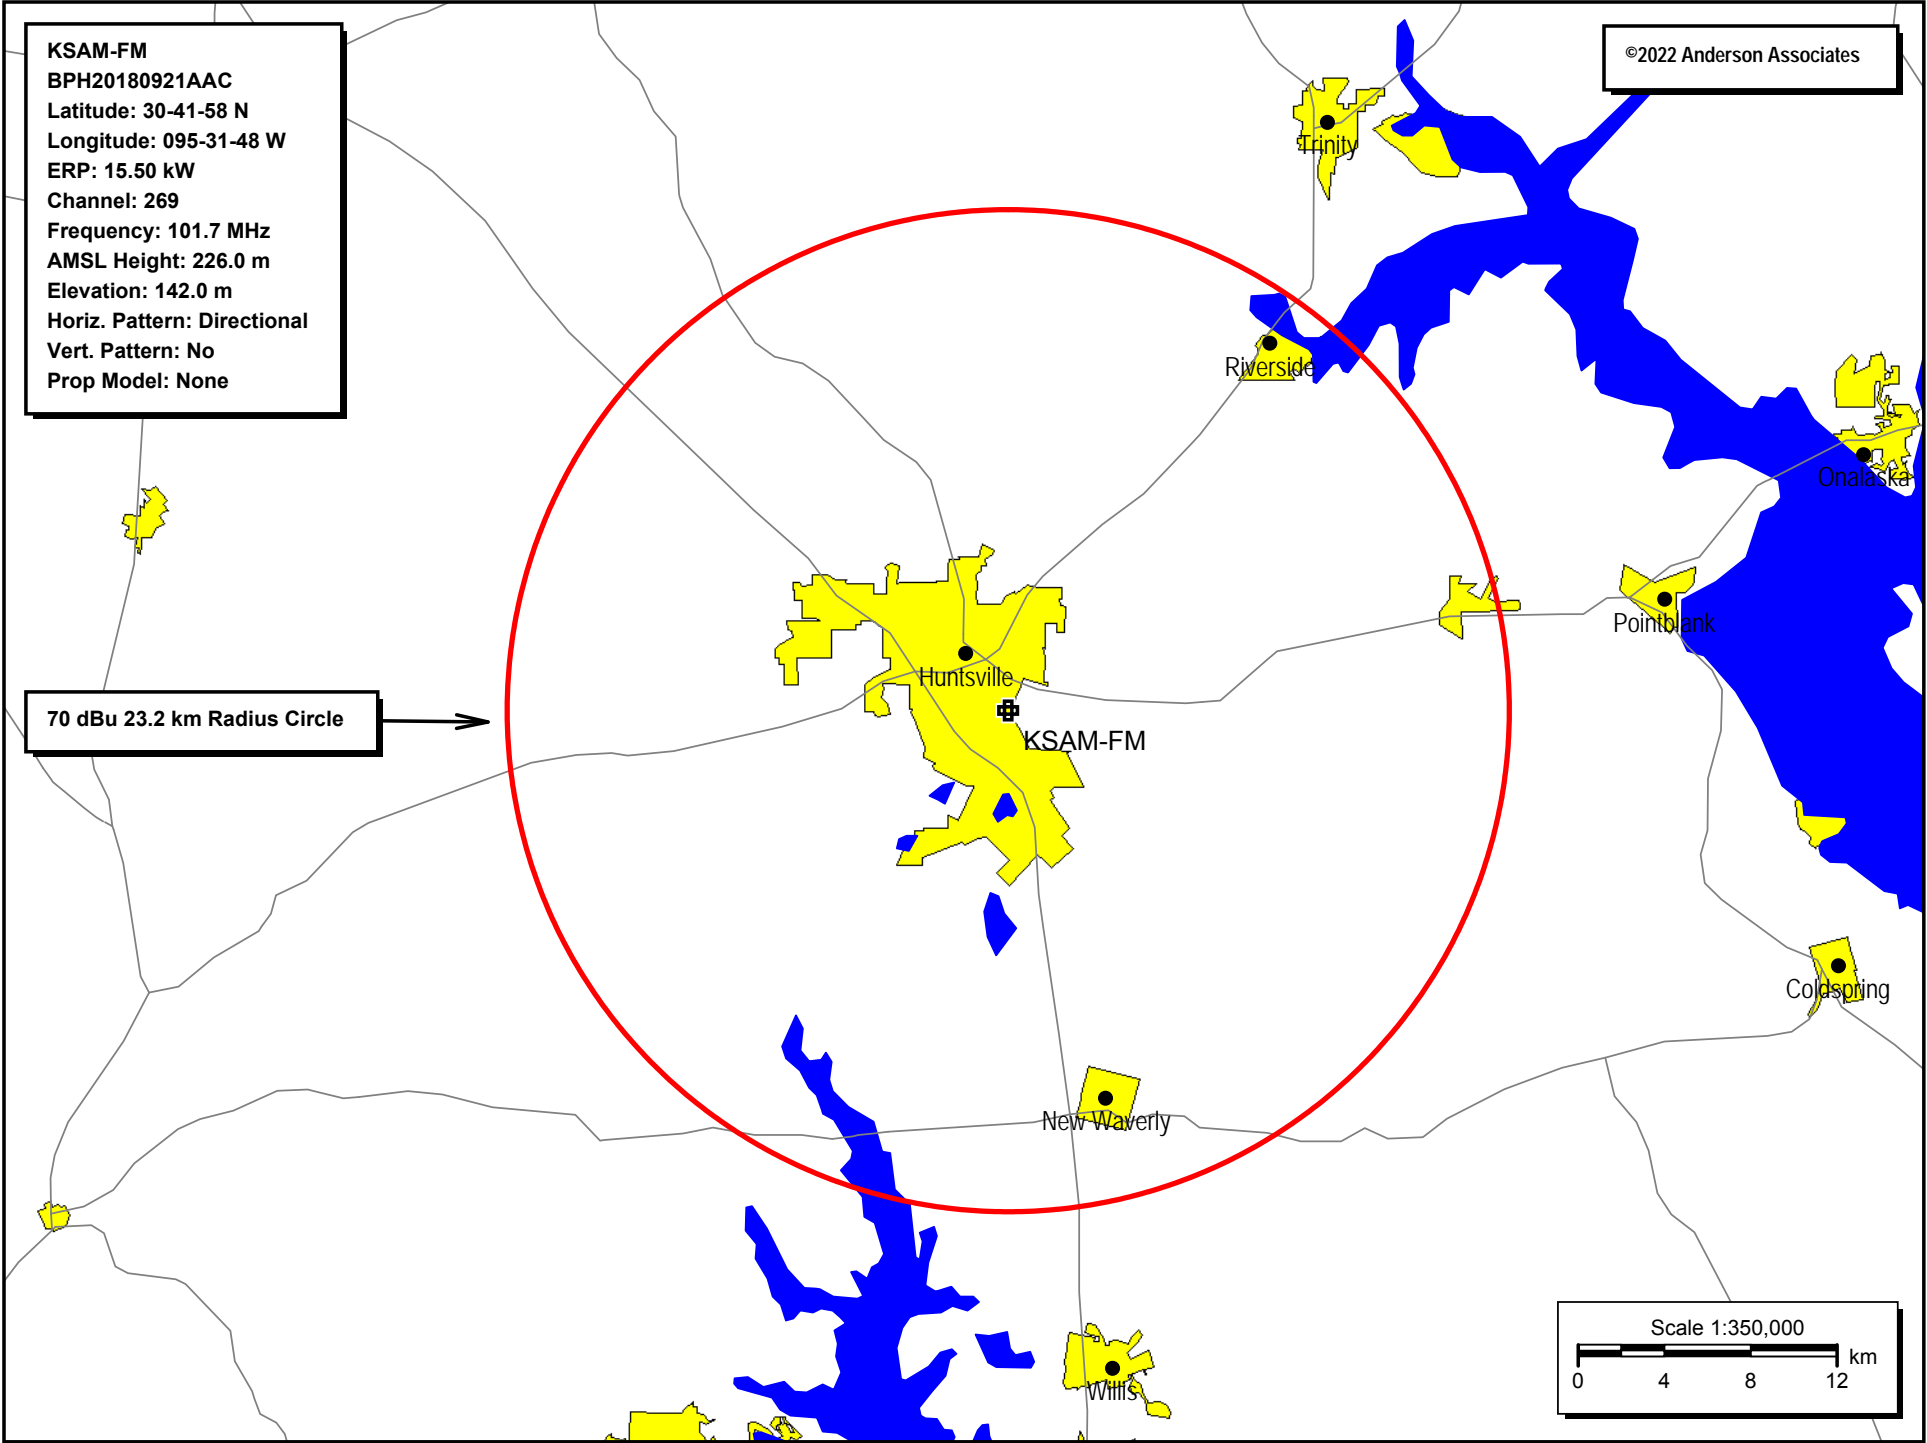 KSAM-FM
BPH20180921AAC
Latitude: 30-41-58 N
Longitude: 095-31-48 W
ERP: 15.50 kW
Channel: 269
Frequency: 101.7 MHz
AMSL Height: 226.0 m
Elevation: 142.0 m
Horiz. Pattern: Directional
Vert. Pattern: No
Prop Model: None
©2022 Anderson Associates
Trinity
Riverside
Onalaska
Pointblank
Huntsville
70 dBu 23.2 km Radius Circle
KSAM-FM
Coldspring
New Waverly
Willis
Scale 1:350,000
km
0 4 8 12